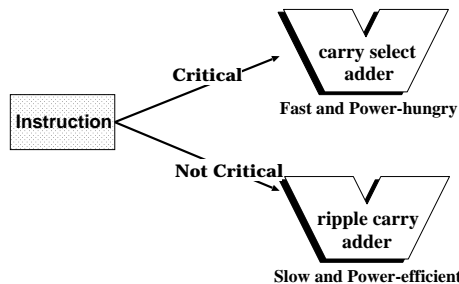 carry select
adder
Critical
Fast and Power-hungry
Instruction
Not Critical
ripple carry
adder
Slow and Power-efficient